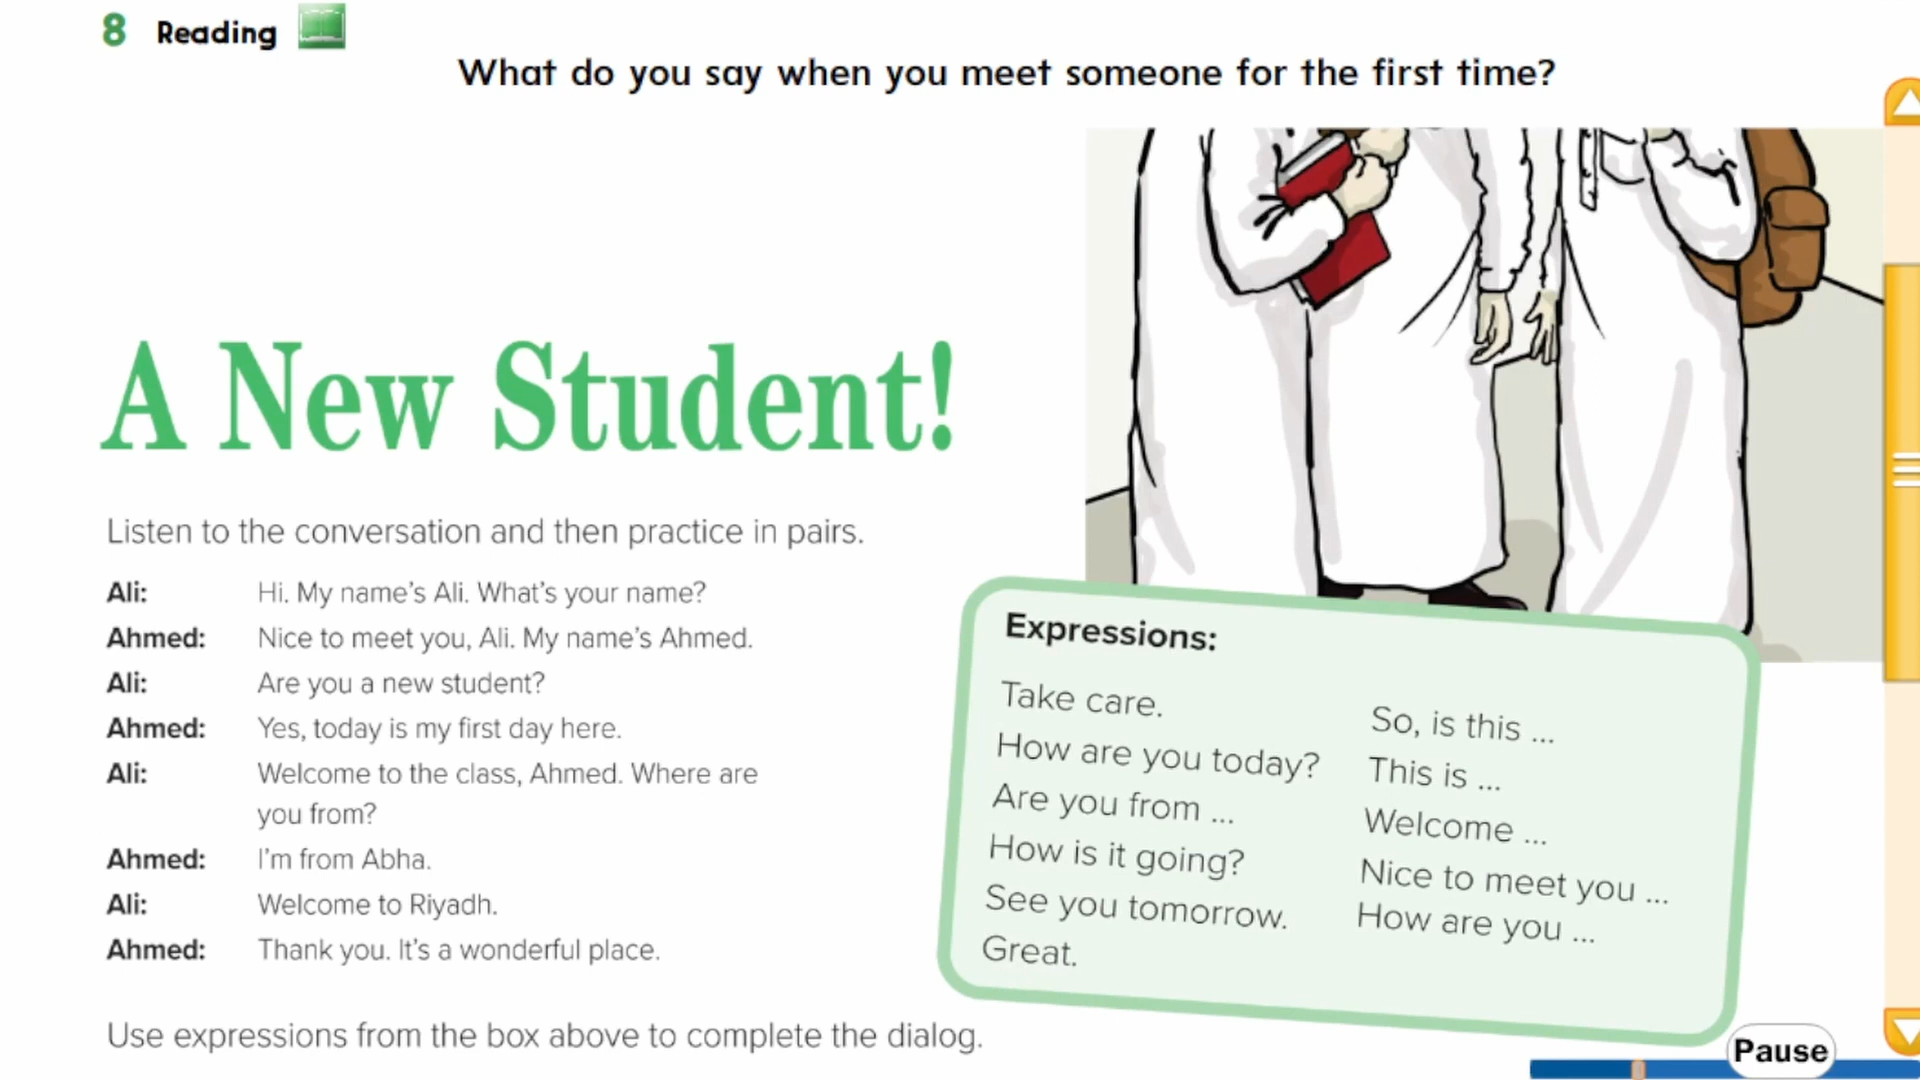 8 Reading
What do you say when you meet someone for the first time?
A New Student!
Listen to the conversation and then practice in pairs.
Ali: Hi. My name's Ali. What's your name?
Ahmed: Nice to meet you, Ali. My name's Ahmed.
Ali: Are you a new student?
Ahmed: Yes, today is my first day here.
Ali: Welcome to the class, Ahmed. Where are
you from?
Ahmed: I'm from Abha.
Ali: Welcome to Riyadh.
Ahmed: Thank you. It's a wonderful place.
Expressions:
Take care.
How are you today?
Are you from ...
How is it going?
See you tomorrow.
Great.
So, is this ...
This is ...
Welcome ...
Nice to meet you ...
How are you ...
Use expressions from the box above to complete the dialog.
Pause